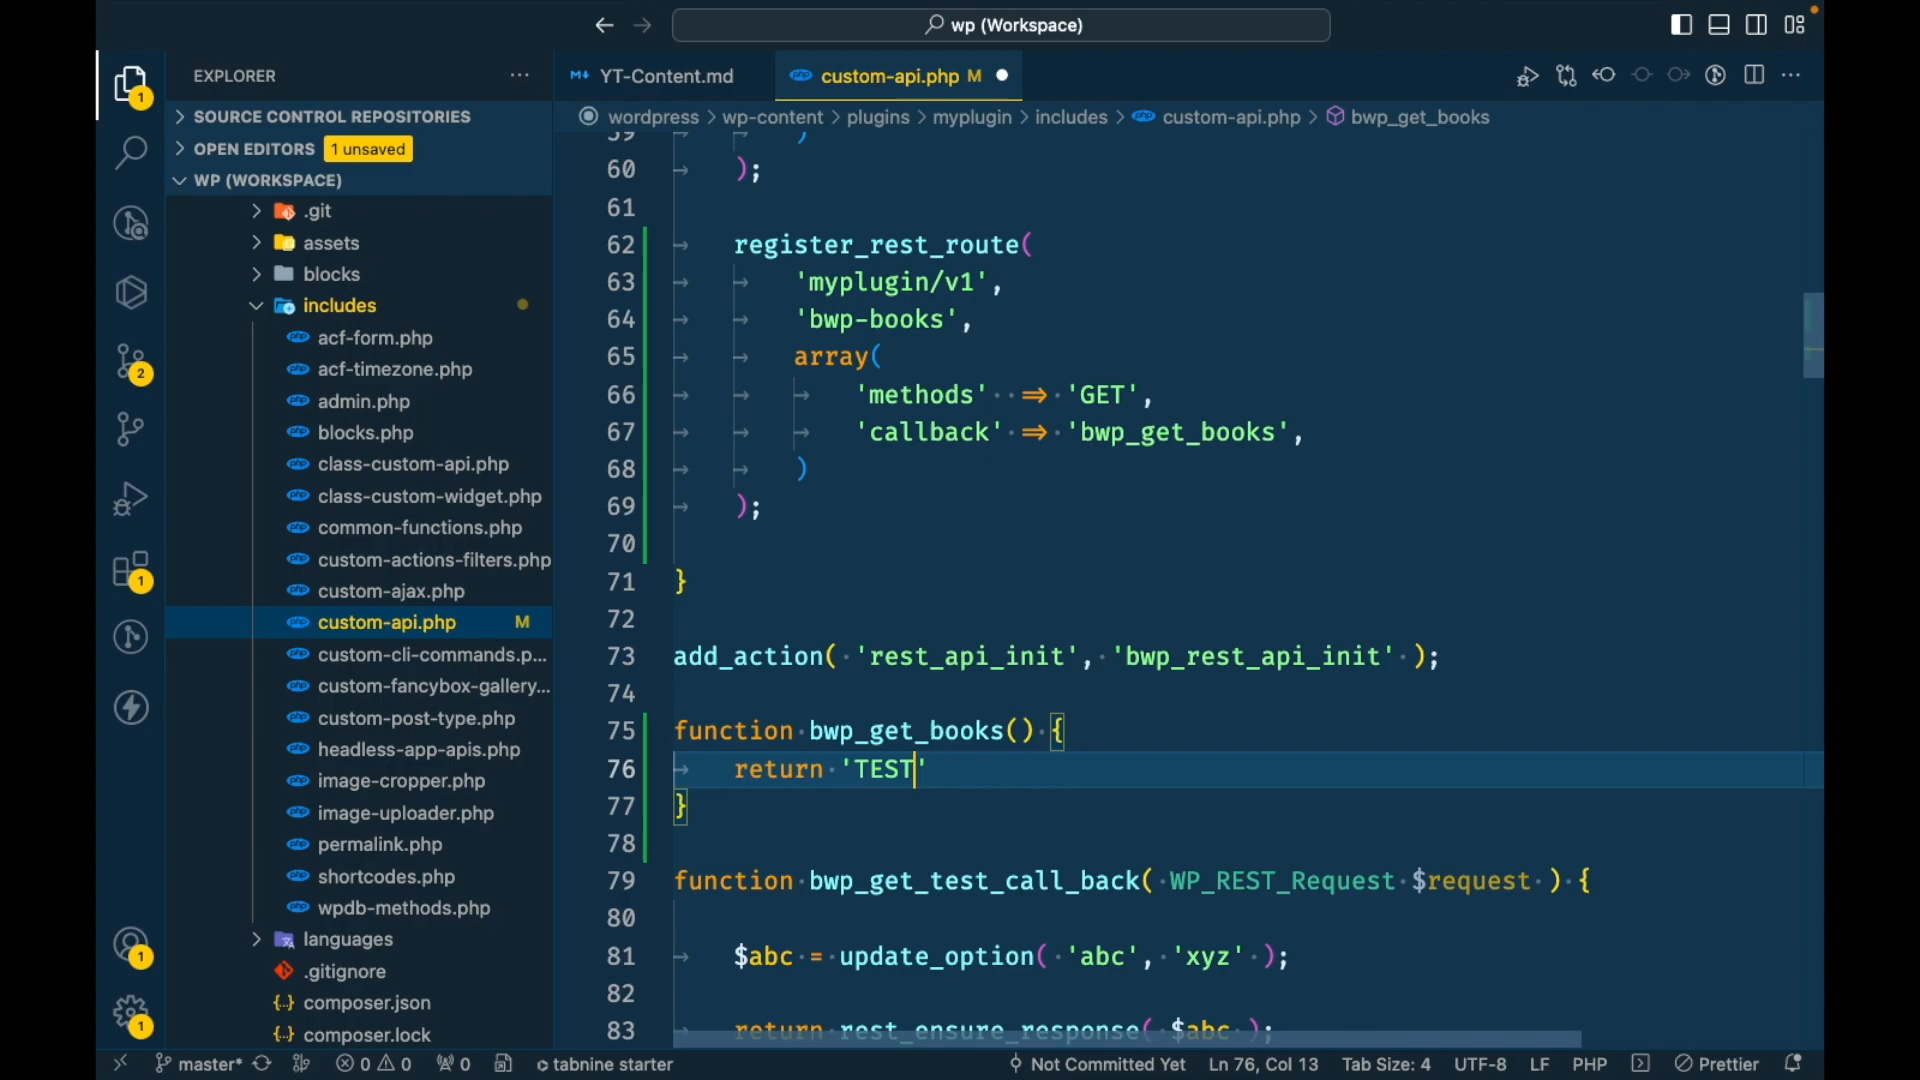 wp (Workspace)
EXPLORER
SOURCE CONTROL REPOSITORIES
OPEN EDITORS 1 unsaved
WP (WORKSPACE)
.git
assets
blocks
includes
acf-form.php
acf-timezone.php
admin.php
blocks.php
class-custom-api.php
class-custom-widget.php
common-functions.php
custom-actions-filters.php
custom-ajax.php
custom-api.php M
custom-cli-commands.p...
custom-fancybox-gallery...
custom-post-type.php
headless-app-apis.php
image-cropper.php
image-uploader.php
permalink.php
shortcodes.php
wpdb-methods.php
languages
.gitignore
composer.json
composer.lock
1
2
1
1
1
YT-Content.md
custom-api.php M
wordpress > wp-content > plugins > myplugin > includes > custom-api.php > bwp_get_books
59 )
60 );
61
62 register_rest_route(
63 'myplugin/v1',
64 'bwp-books',
65 array(
66 'methods' => 'GET',
67 'callback' => 'bwp_get_books',
68 )
69 );
70
71 }
72
73 add_action( 'rest_api_init', 'bwp_rest_api_init' );
74
75 function bwp_get_books() {
76 return 'TEST'
77 }
78
79 function bwp_get_test_call_back( WP_REST_Request $request ) {
80
81 $abc = update_option( 'abc', 'xyz' );
82
83 return rest_ensure_response( $abc );
master* 0 0 0 tabnine starter Not Committed Yet Ln 76, Col 13 Tab Size: 4 UTF-8 LF PHP Prettier